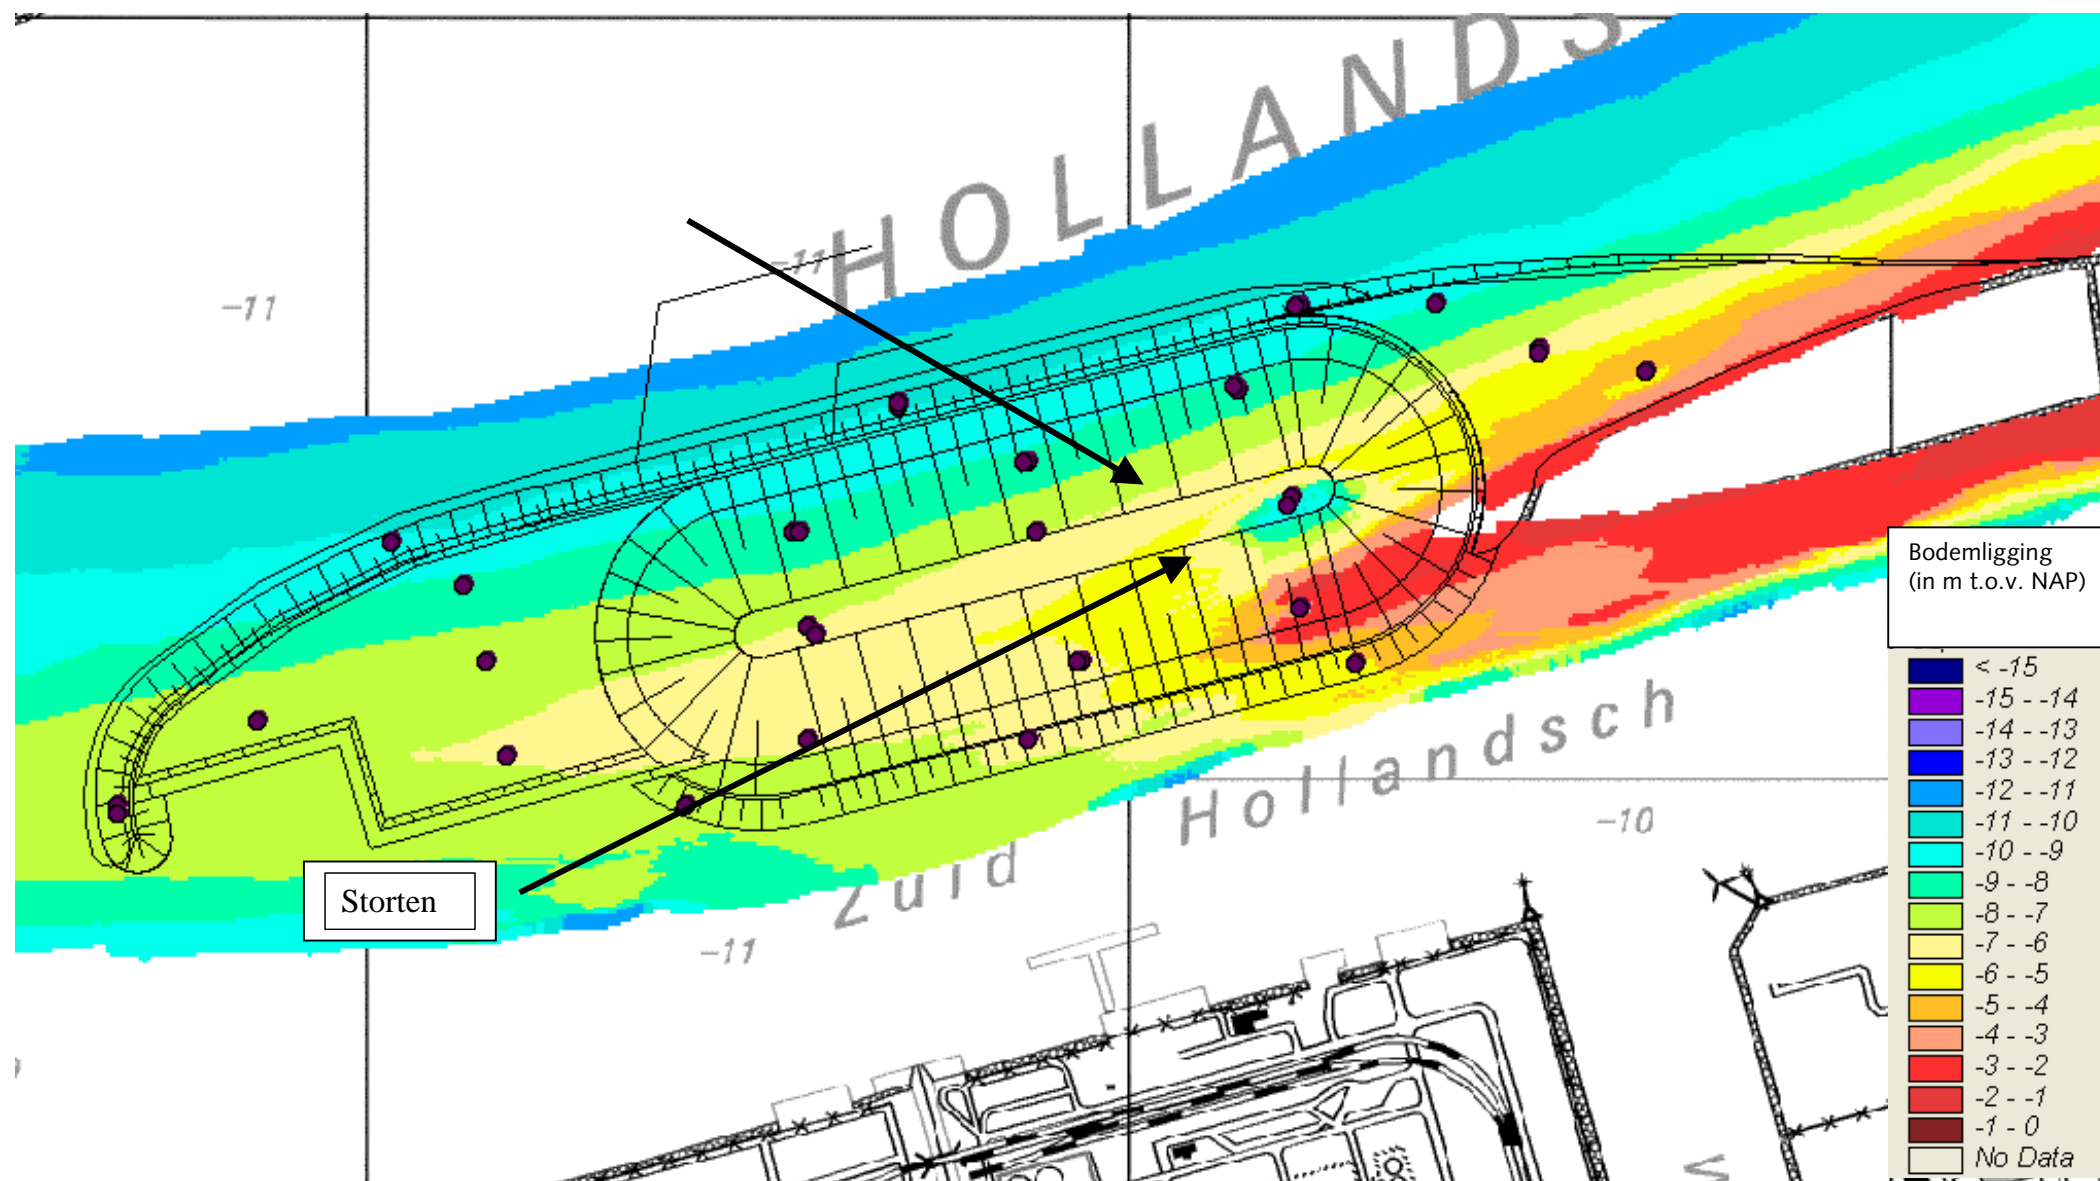 HOLLANDS
-11
-11
Bodemligging
(in m t.o.v. NAP)
< -15
-15 - -14
-14 - -13
-13 - -12
-12 - -11
-11 - -10
-10 - -9
-9 - -8
-8 - -7
-7 - -6
-6 - -5
-5 - -4
-4 - -3
-3 - -2
-2 - -1
-1 - 0
No Data
Storten
Zuid Hollandsch
-10
-11